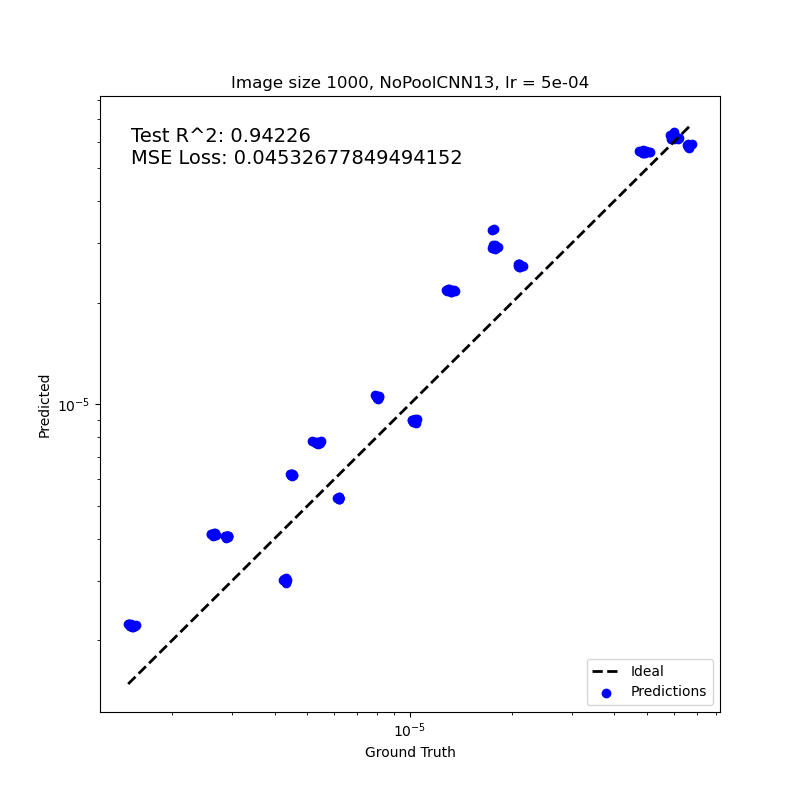 Image size 1000, NoPoolCNN13, lr = 5e-04
Test R^2: 0.94226
MSE Loss: 0.04532677849494152
Predicted
10⁻⁵
Ideal
Predictions
10⁻⁵
Ground Truth